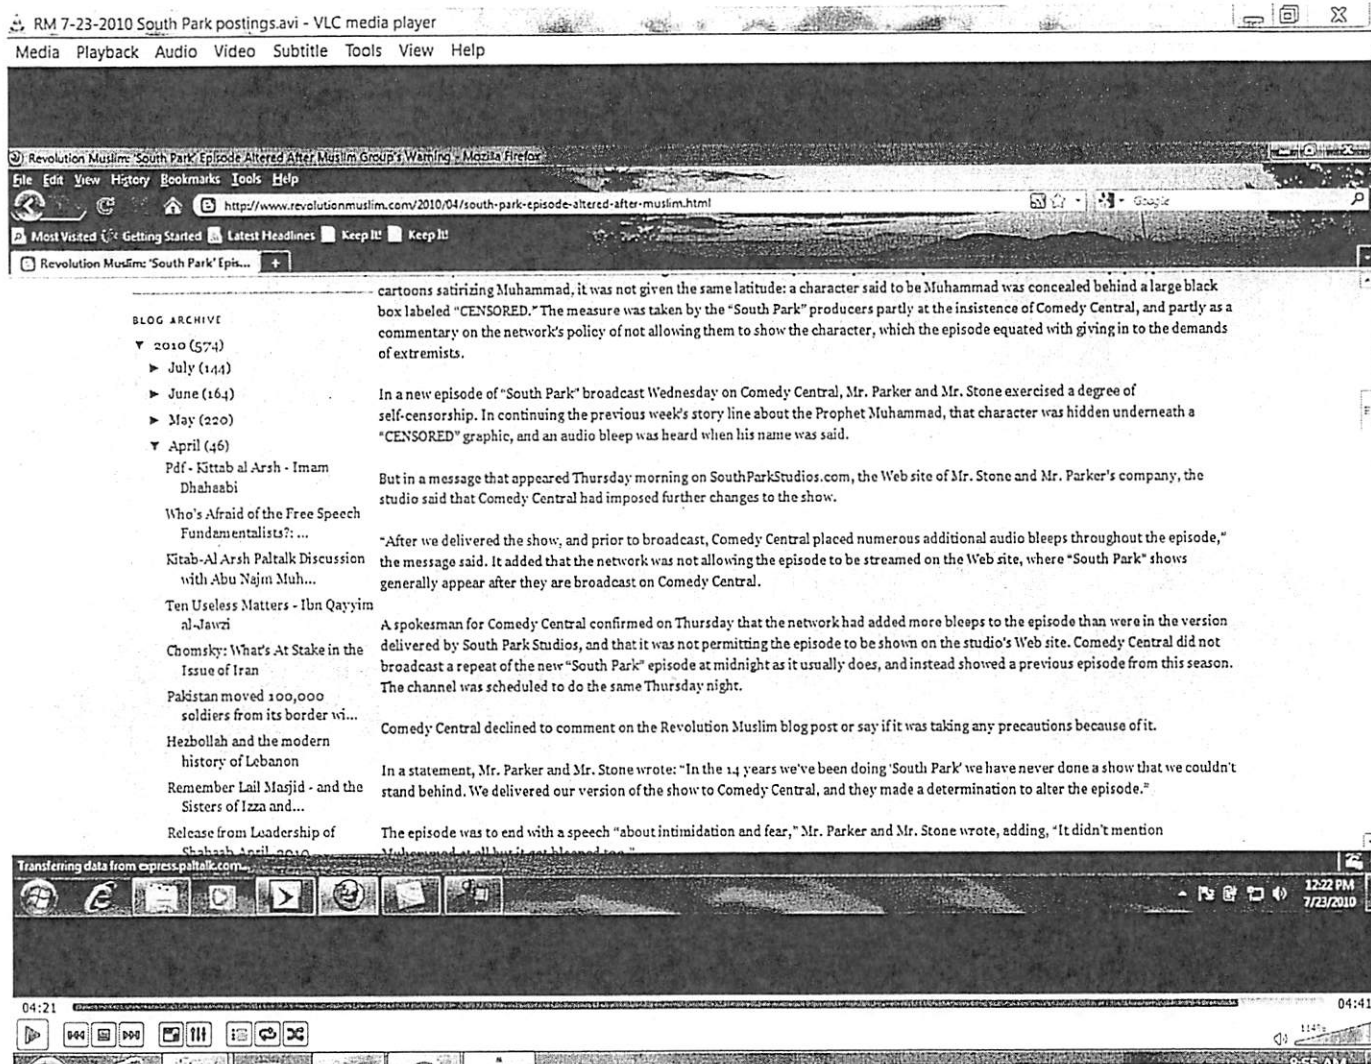 RM 7-23-2010 South Park postings.avi - VLC media player
Media Playback Audio Video Subtitle Tools View Help
Revolution Muslim: 'South Park' Episode Altered After Muslim Group's Warning - Mozilla Firefox
File Edit View History Bookmarks Tools Help
http://www.revolutionmuslim.com/2010/04/south-park-episode-altered-after-muslim.html
Google
Most Visited Getting Started Latest Headlines Keep It! Keep It!
Revolution Muslim: 'South Park' Epis...
BLOG ARCHIVE
▼ 2010 (574)
► July (144)
► June (164)
► May (220)
▼ April (46)
Pdf - Kittab al Arsh - Imam
Dhahaabi
Who's Afraid of the Free Speech
Fundamentalists?: ...
Kitab-Al Arsh Paltalk Discussion
with Abu Najm Muh...
Ten Useless Matters - Ibn Qayyim
al-Jawzi
Chomsky: What's At Stake in the
Issue of Iran
Pakistan moved 100,000
soldiers from its border wi...
Hezbollah and the modern
history of Lebanon
Remember Lail Masjid - and the
Sisters of Izza and...
Release from Leadership of
Shahaab April, 2010
cartoons satirizing Muhammad, it was not given the same latitude: a character said to be Muhammad was concealed behind a large black
box labeled "CENSORED." The measure was taken by the "South Park" producers partly at the insistence of Comedy Central, and partly as a
commentary on the network's policy of not allowing them to show the character, which the episode equated with giving in to the demands
of extremists.
In a new episode of "South Park" broadcast Wednesday on Comedy Central, Mr. Parker and Mr. Stone exercised a degree of
self-censorship. In continuing the previous week's story line about the Prophet Muhammad, that character was hidden underneath a
"CENSORED" graphic, and an audio bleep was heard when his name was said.
But in a message that appeared Thursday morning on SouthParkStudios.com, the Web site of Mr. Stone and Mr. Parker's company, the
studio said that Comedy Central had imposed further changes to the show.
"After we delivered the show, and prior to broadcast, Comedy Central placed numerous additional audio bleeps throughout the episode,"
the message said. It added that the network was not allowing the episode to be streamed on the Web site, where "South Park" shows
generally appear after they are broadcast on Comedy Central.
A spokesman for Comedy Central confirmed on Thursday that the network had added more bleeps to the episode than were in the version
delivered by South Park Studios, and that it was not permitting the episode to be shown on the studio's Web site. Comedy Central did not
broadcast a repeat of the new "South Park" episode at midnight as it usually does, and instead showed a previous episode from this season.
The channel was scheduled to do the same Thursday night.
Comedy Central declined to comment on the Revolution Muslim blog post or say if it was taking any precautions because of it.
In a statement, Mr. Parker and Mr. Stone wrote: "In the 14 years we've been doing 'South Park' we have never done a show that we couldn't
stand behind. We delivered our version of the show to Comedy Central, and they made a determination to alter the episode."
The episode was to end with a speech "about intimidation and fear," Mr. Parker and Mr. Stone wrote, adding, "It didn't mention
Muhammad at all but it got bleeped too."
Transferring data from express.paltalk.com...
12:22 PM
7/23/2010
04:21
04:41
8:55 AM